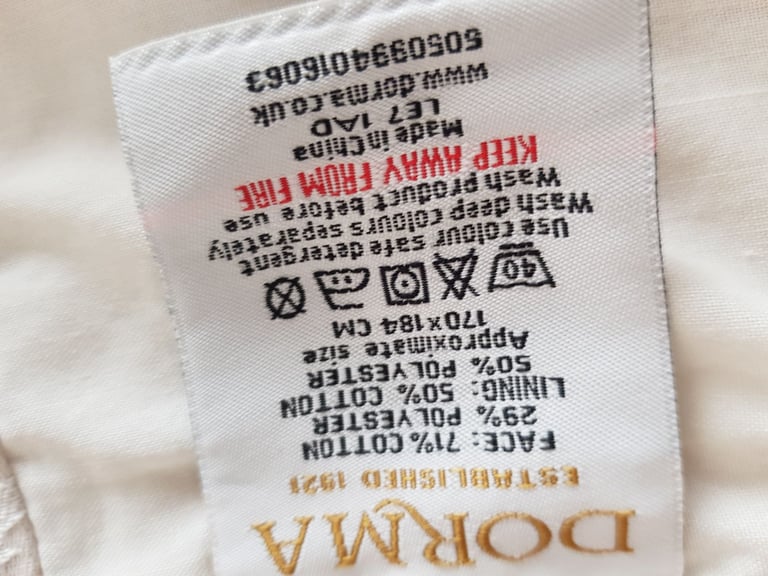 DORMA
ESTABLISHED 1921
FACE: 71% COTTON
29% POLYESTER
LINING: 50% COTTON
50% POLYESTER
Approximate size
170x184 CM
40
Use colour safe detergent
Wash deep colours separately
Wash product before use
KEEP AWAY FROM FIRE
Made in China
LE7 1AD
www.dorma.co.uk
5050994016063